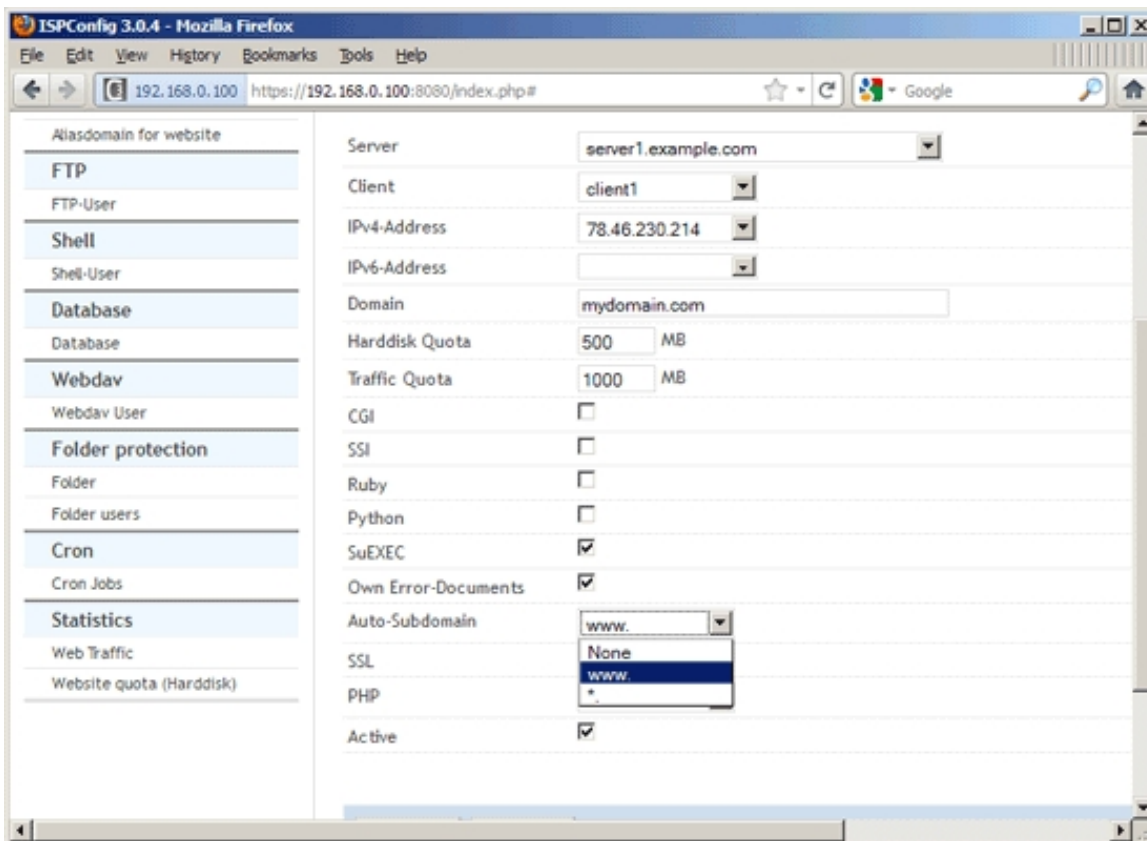 ISPConfig 3.0.4 - Mozilla Firefox
File Edit View History Bookmarks Tools Help
192.168.0.100 https://192.168.0.100:8080/index.php# Google
Aliasdomain for website
FTP
FTP-User
Shell
Shell-User
Database
Database
Webdav
Webdav User
Folder protection
Folder
Folder users
Cron
Cron Jobs
Statistics
Web Traffic
Website quota (Harddisk)
Server server1.example.com
Client client1
IPv4-Address 78.46.230.214
IPv6-Address
Domain mydomain.com
Harddisk Quota 500 MB
Traffic Quota 1000 MB
CGI
SSI
Ruby
Python
SuEXEC
Own Error-Documents
Auto-Subdomain www.
None
SSL
www.
PHP *.
Active